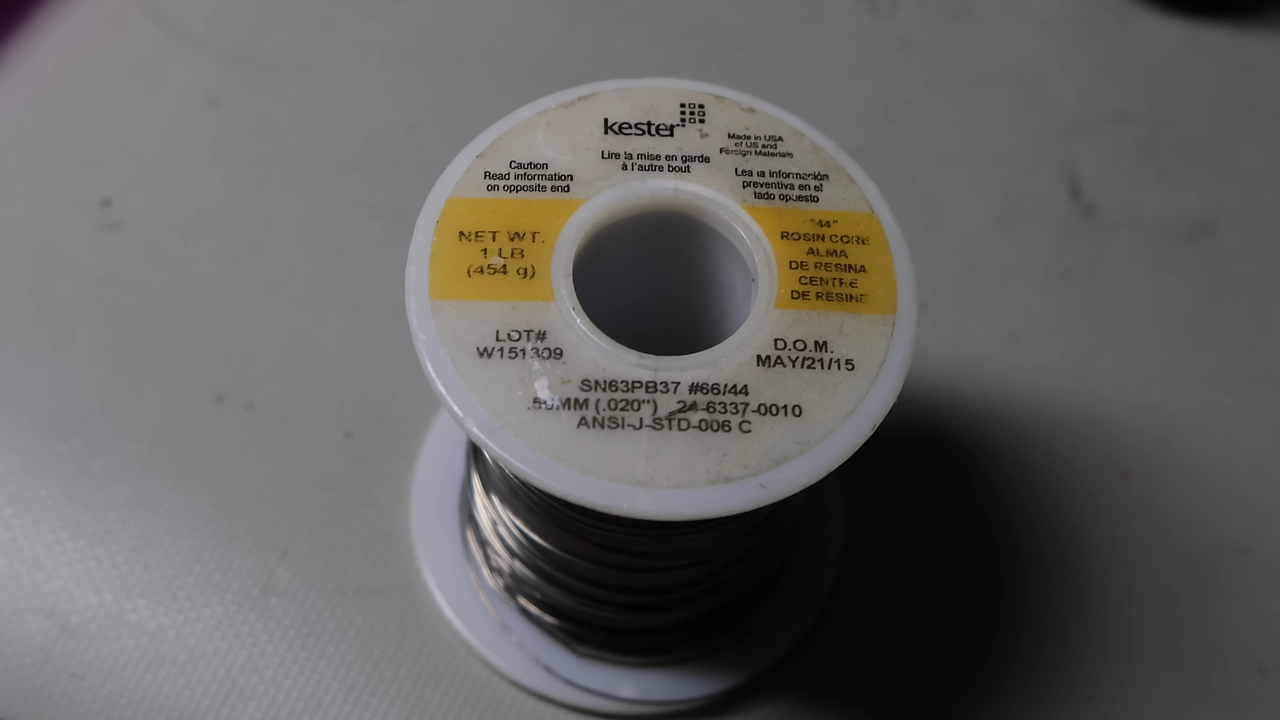 kester
Made in USA
of US and
Foreign Materials
Caution
Read information
on opposite end
Lire la mise en garde
à l'autre bout
Lea la información
preventiva en el
lado opuesto
NET WT.
1 LB
(454 g)
"44"
ROSIN CORE
ALMA
DE RESINA
CENTRE
DE RESINE
LOT#
W151309
D.O.M.
MAY/21/15
SN63PB37 #66/44
.50MM (.020") 24-6337-0010
ANSI-J-STD-006 C